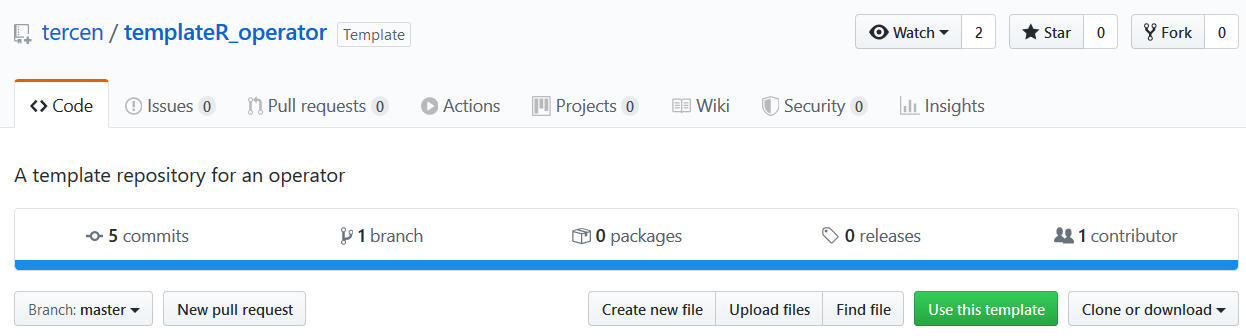 tercen / templateR_operator Template Watch 2 Star 0 Fork 0
Code Issues 0 Pull requests 0 Actions Projects 0 Wiki Security 0 Insights
A template repository for an operator
5 commits 1 branch 0 packages 0 releases 1 contributor
Branch: master New pull request Create new file Upload files Find file Use this template Clone or download